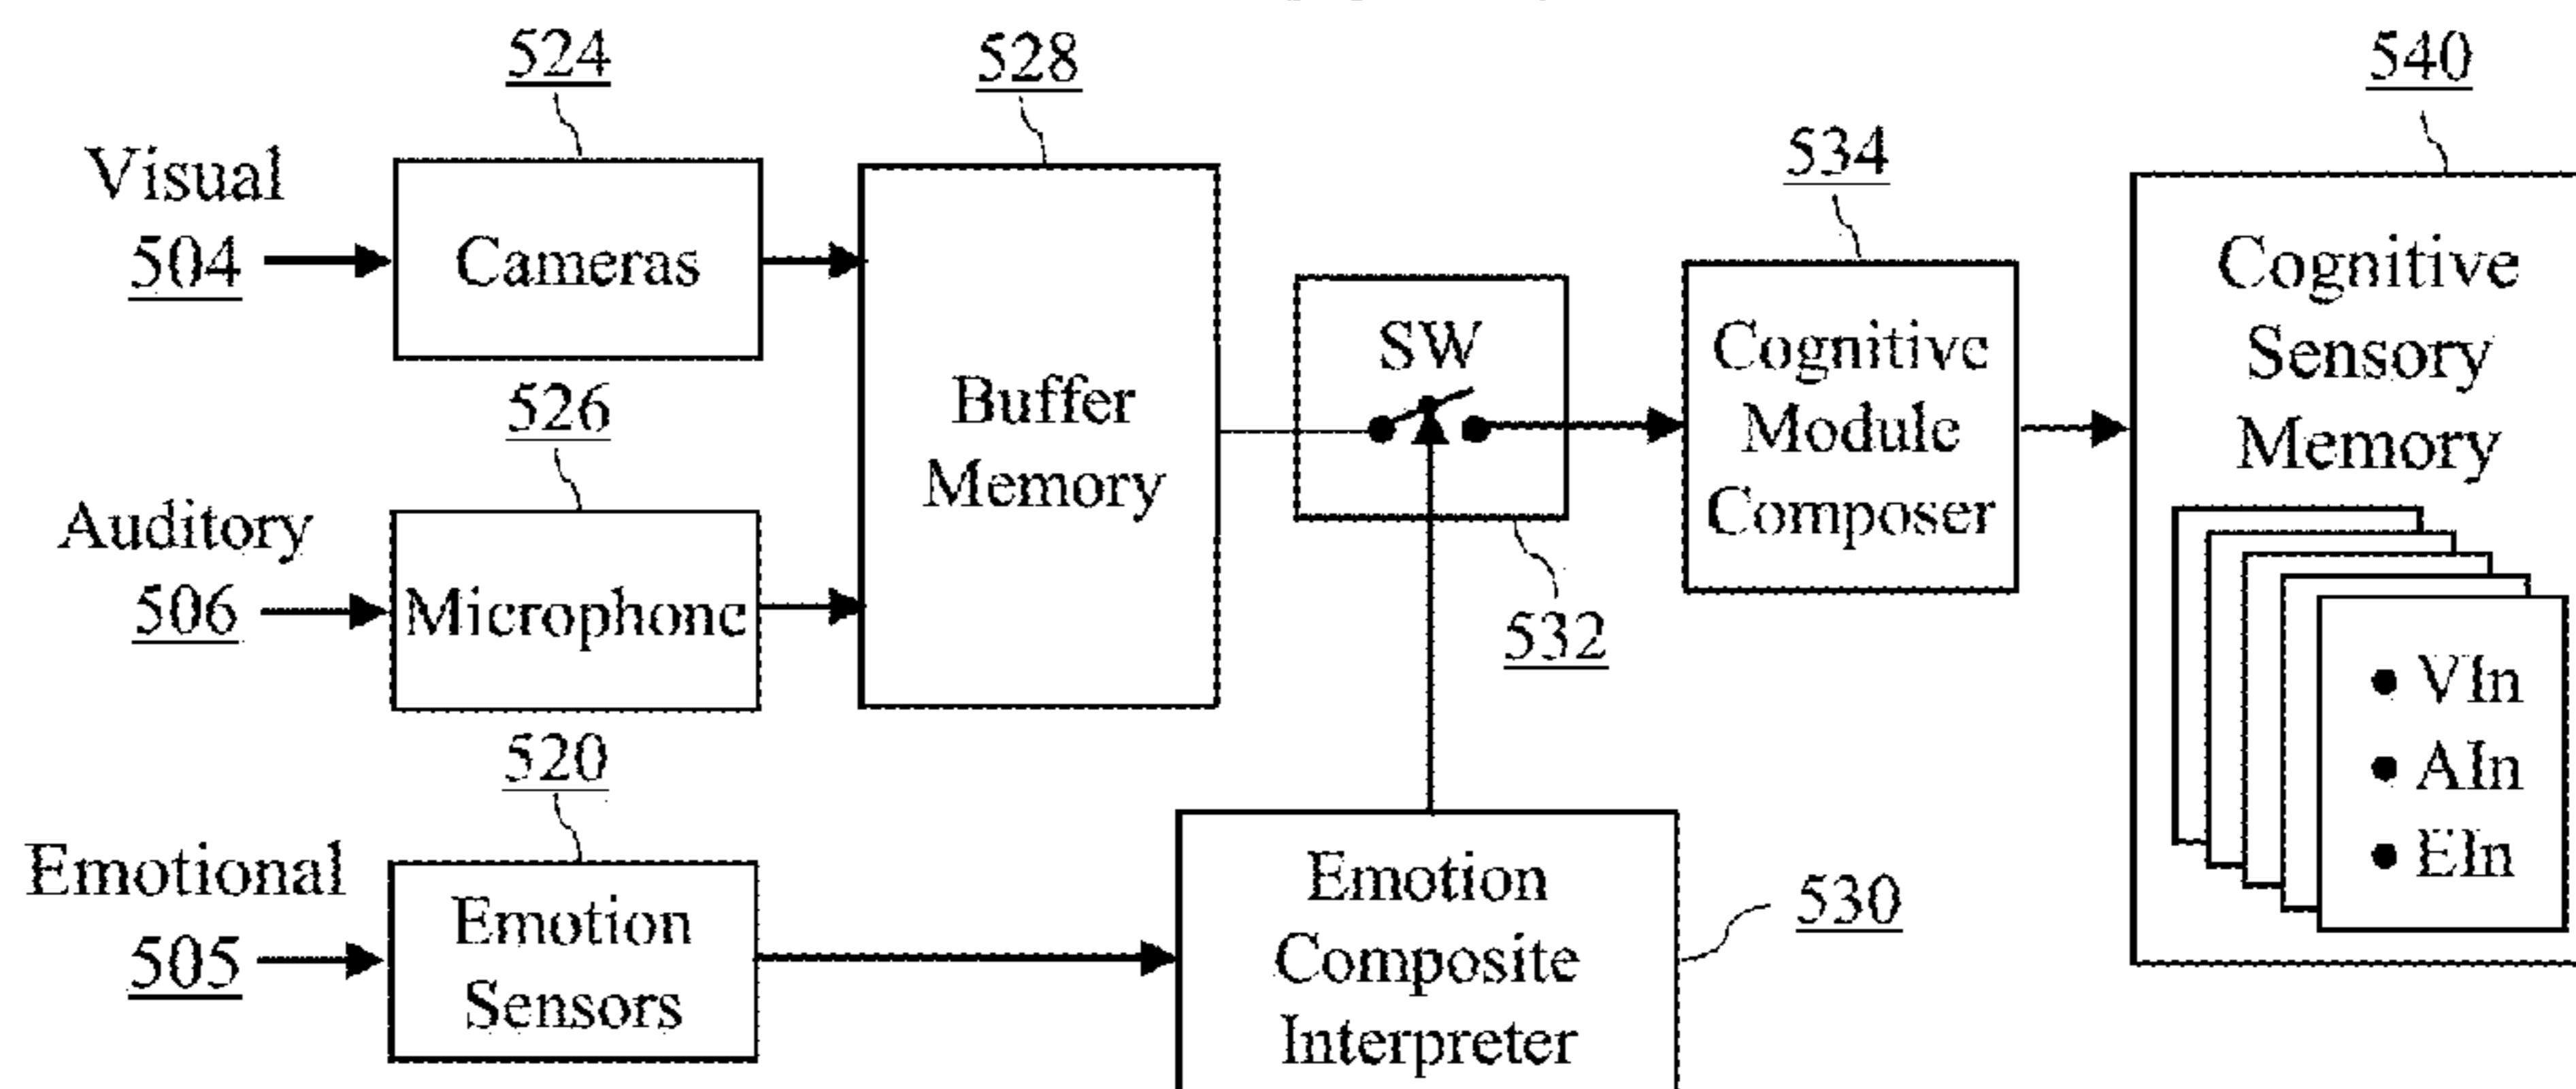 524
528
540
Visual
504
Cameras
534
Cognitive
Sensory
Memory
SW
Cognitive
Module
Composer
Buffer
Memory
526
Auditory
506
Microphone
532
VIn
AIn
EIn
520
Emotional
505
Emotion
Sensors
Emotion
Composite
Interpreter
530